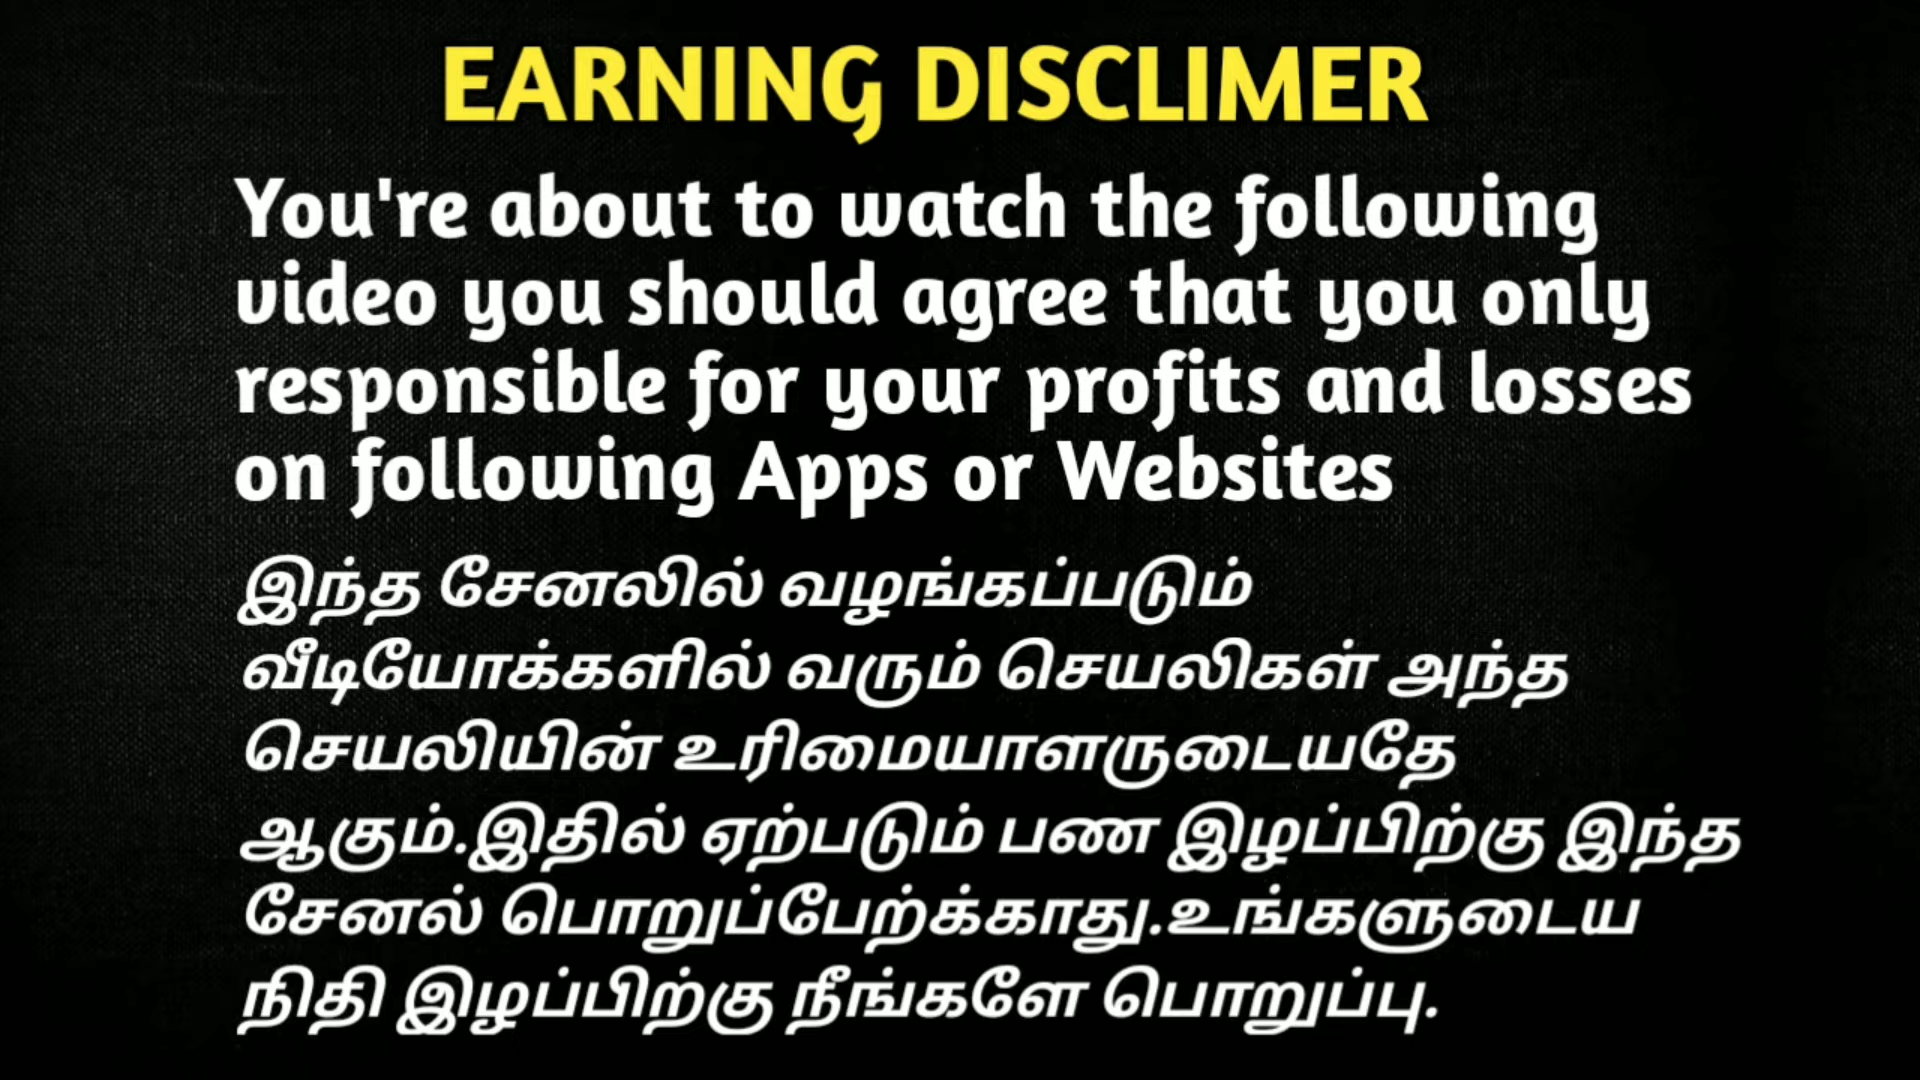 EARNING DISCLIMER
You're about to watch the following
video you should agree that you only
responsible for your profits and losses
on following Apps or Websites
இந்த சேனலில் வழங்கப்படும்
வீடியோக்களில் வரும் செயலிகள் அந்த
செயலியின் உரிமையாளருடையதே
ஆகும்.இதில் ஏற்படும் பண இழப்பிற்கு இந்த
சேனல் பொறுப்பேற்க்காது.உங்களுடைய
நிதி இழப்பிற்கு நீங்களே பொறுப்பு.